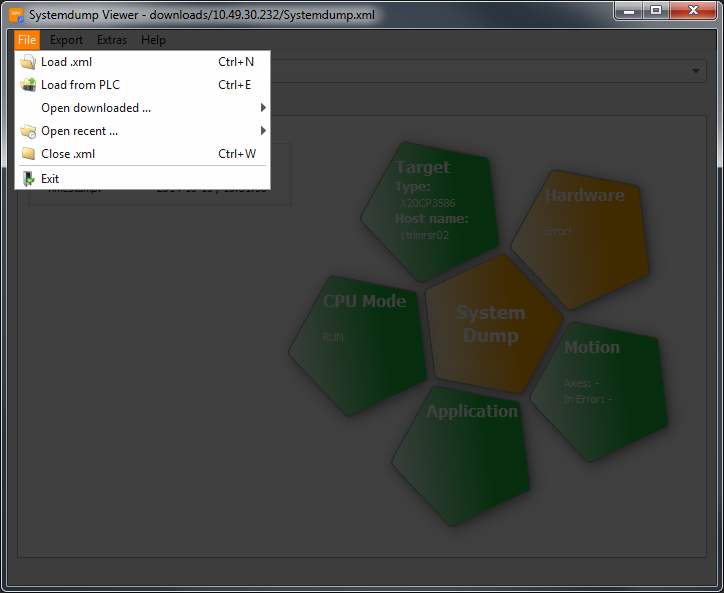 Systemdump Viewer - downloads/10.49.30.232/Systemdump.xml
File Export Extras Help
Load .xml Ctrl+N
Load from PLC Ctrl+E
Open downloaded ...
Open recent ...
Close .xml Ctrl+W
Exit
Target
Type:
X20CP3586
Host name:
ctrlmrsr02
Hardware
Error!
CPU Mode
RUN
System
Dump
Motion
Axes: -
In Error: -
Application